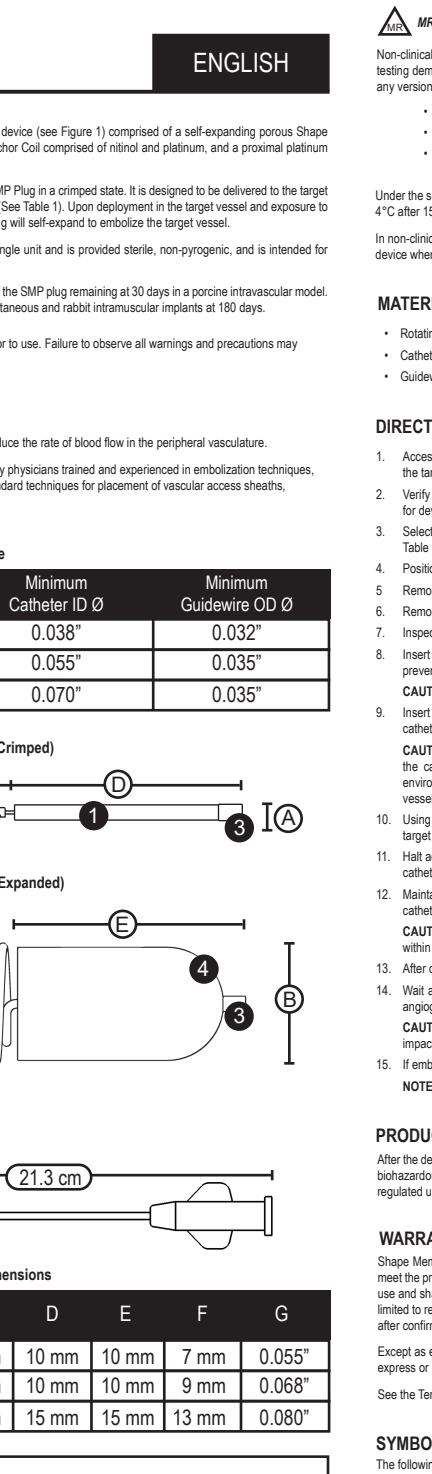 ENGLISH
device (see Figure 1) comprised of a self-expanding porous Shape
chor Coil comprised of nitinol and platinum, and a proximal platinum
MP Plug in a crimped state. It is designed to be delivered to the target
(See Table 1). Upon deployment in the target vessel and exposure to
g will self-expand to embolize the target vessel.
ngle unit and is provided sterile, non-pyrogenic, and is intended for
the SMP plug remaining at 30 days in a porcine intravascular model.
taneous and rabbit intramuscular implants at 180 days.
or to use. Failure to observe all warnings and precautions may
duce the rate of blood flow in the peripheral vasculature.
y physicians trained and experienced in embolization techniques,
dard techniques for placement of vascular access sheaths,
e
Minimum Catheter ID Ø Minimum Guidewire OD Ø
0.038” 0.032”
0.055” 0.035”
0.070” 0.035”
Crimped)
D
1 3 A
Expanded)
E
4
3 B
21.3 cm
mensions
D E F G
10 mm 10 mm 7 mm 0.055”
10 mm 10 mm 9 mm 0.068”
15 mm 15 mm 13 mm 0.080”
MR MR
Non-clinical
testing dem
any version
•
•
•
Under the s
4°C after 15
In non-clinic
device when
MATERI
• Rotatin
• Cathet
• Guidew
DIRECT
1. Acces
the tar
2. Verify
for dev
3. Select
Table
4. Positio
5 Remo
6. Remo
7. Inspec
8. Insert
preven
CAUT
9. Insert
cathet
CAUT
the ca
enviro
vessel
10. Using
target
11. Halt a
cathet
12. Mainta
cathet
CAUT
within
13. After d
14. Wait a
angiog
CAUT
impac
15. If emb
NOTE
PRODU
After the de
biohazardo
regulated u
WARRA
Shape Mem
meet the pr
use and sha
limited to re
after confirm
Except as e
express or
See the Ter
SYMBO
The followin